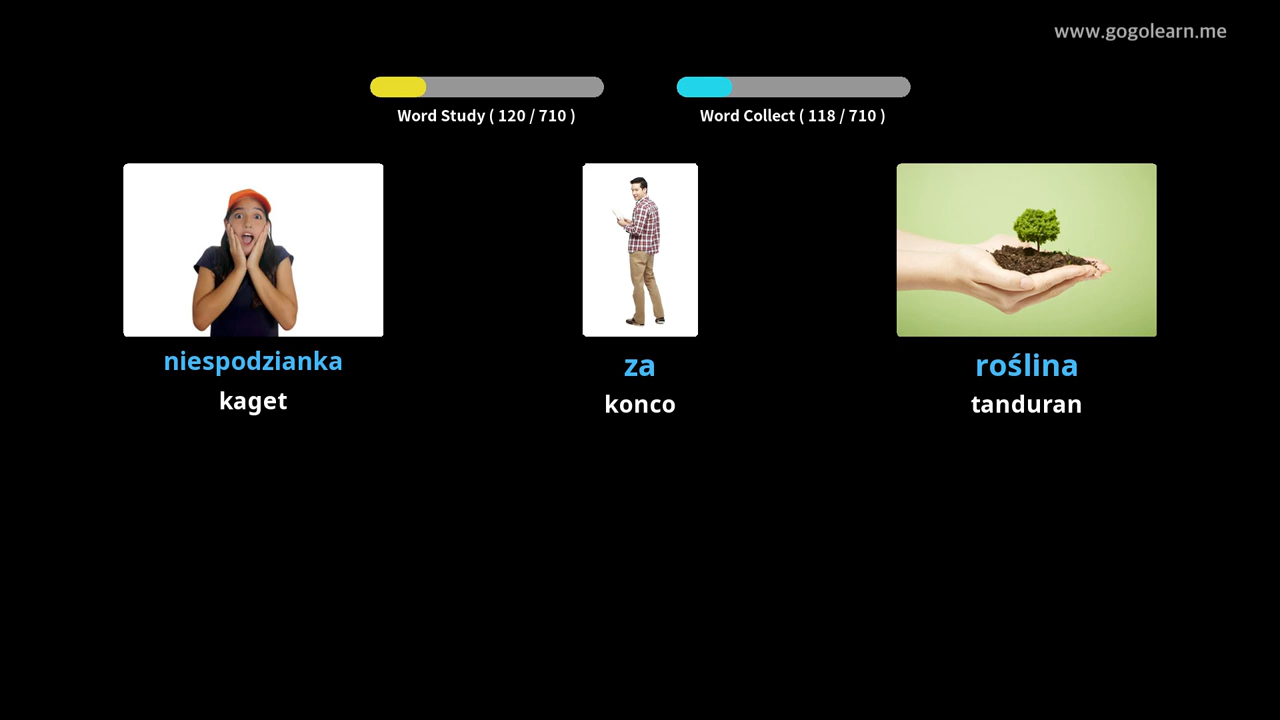 www.gogolearn.me
Word Study ( 120 / 710 )
Word Collect ( 118 / 710 )
niespodzianka
kaget
za
konco
roślina
tanduran